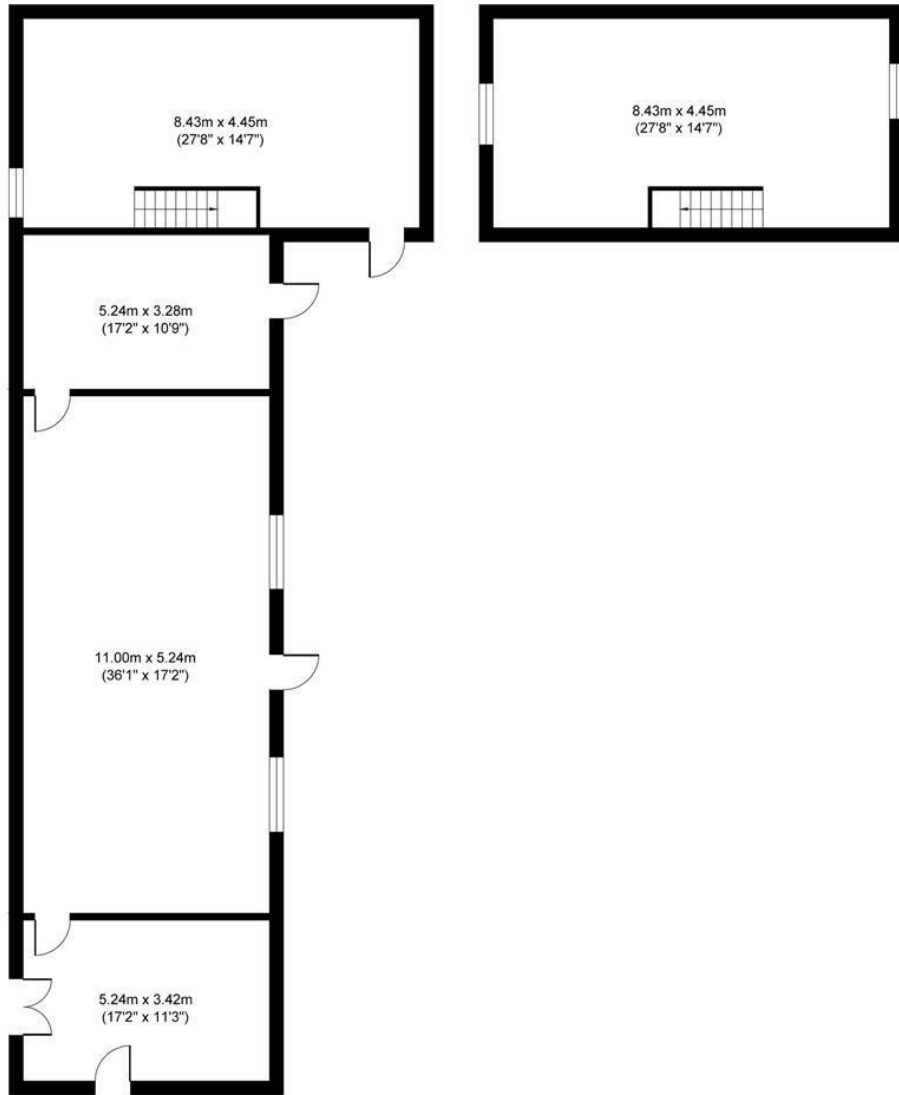 8.43m x 4.45m
(27'8" x 14'7")
8.43m x 4.45m
(27'8" x 14'7")
5.24m x 3.28m
(17'2" x 10'9")
11.00m x 5.24m
(36'1" x 17'2")
5.24m x 3.42m
(17'2" x 11'3")